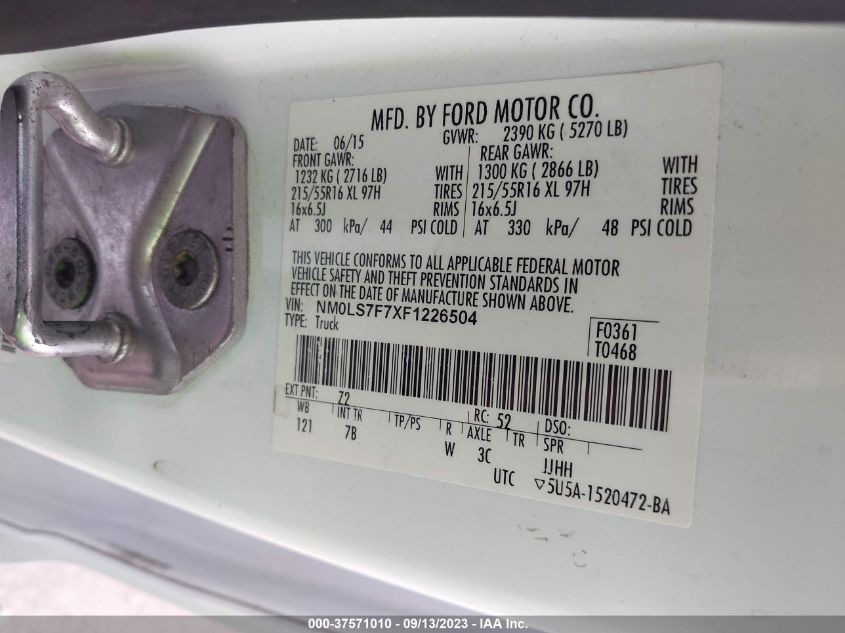 MFD. BY FORD MOTOR CO.
DATE: 06/15 GVWR: 2390 KG ( 5270 LB)
FRONT GAWR: REAR GAWR:
1232 KG ( 2716 LB) WITH 1300 KG ( 2866 LB) WITH
215/55R16 XL 97H TIRES 215/55R16 XL 97H TIRES
16x6.5J RIMS 16x6.5J RIMS
AT 300 kPa/ 44 PSI COLD AT 330 kPa/ 48 PSI COLD
THIS VEHICLE CONFORMS TO ALL APPLICABLE FEDERAL MOTOR
VEHICLE SAFETY AND THEFT PREVENTION STANDARDS IN
EFFECT ON THE DATE OF MANUFACTURE SHOWN ABOVE.
VIN: NM0LS7F7XF1226504
TYPE: Truck
F0361
T0468
EXT PNT: Z2 RC: 52 DSO:
WB INT TR TP/PS R AXLE TR SPR
121 7B W 3C JJHH
UTC ▽5U5A-1520472-BA
000-37571010 - 09/13/2023 - IAA Inc.